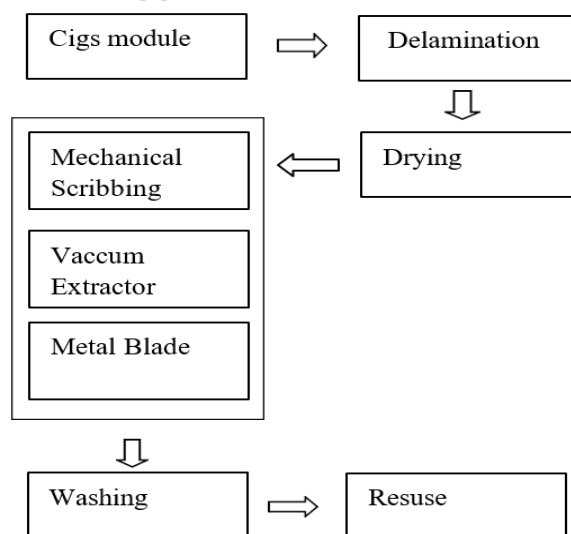 Cigs module
Delamination
Drying
Mechanical
Scribbing
Vaccum
Extractor
Metal Blade
Washing
Resuse